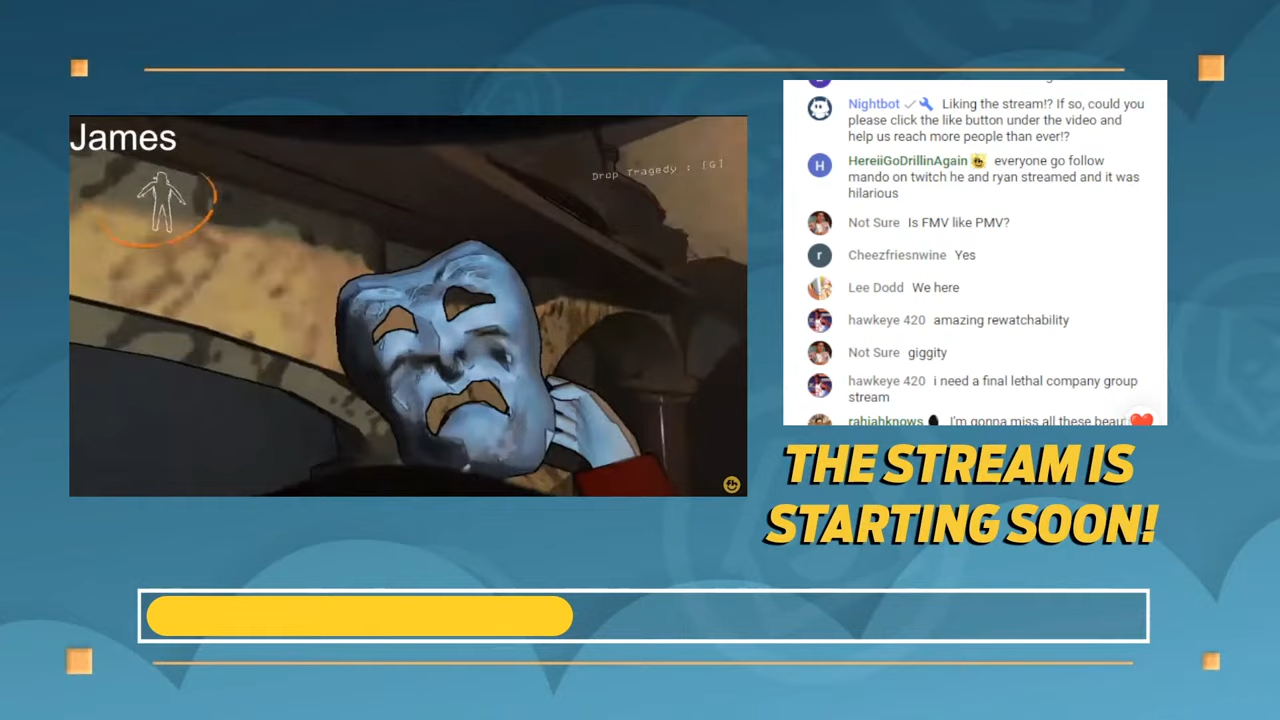 James
Drop Tragedy : [G]
Nightbot Liking the stream!? If so, could you
please click the like button under the video and
help us reach more people than ever!?
HereiiGoDrillinAgain everyone go follow
mando on twitch he and ryan streamed and it was
hilarious
Not Sure Is FMV like PMV?
Cheezfriesnwine Yes
Lee Dodd We here
hawkeye 420 amazing rewatchability
Not Sure giggity
hawkeye 420 i need a final lethal company group
stream
rahiahknows I'm gonna miss all these beau
H
r
THE STREAM IS
STARTING SOON!